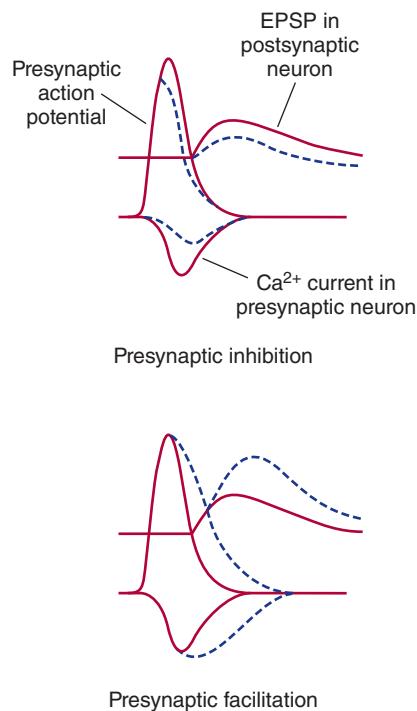 EPSP in
postsynaptic
neuron
Presynaptic
action
potential
Ca²⁺ current in
presynaptic neuron
Presynaptic inhibition
Presynaptic facilitation